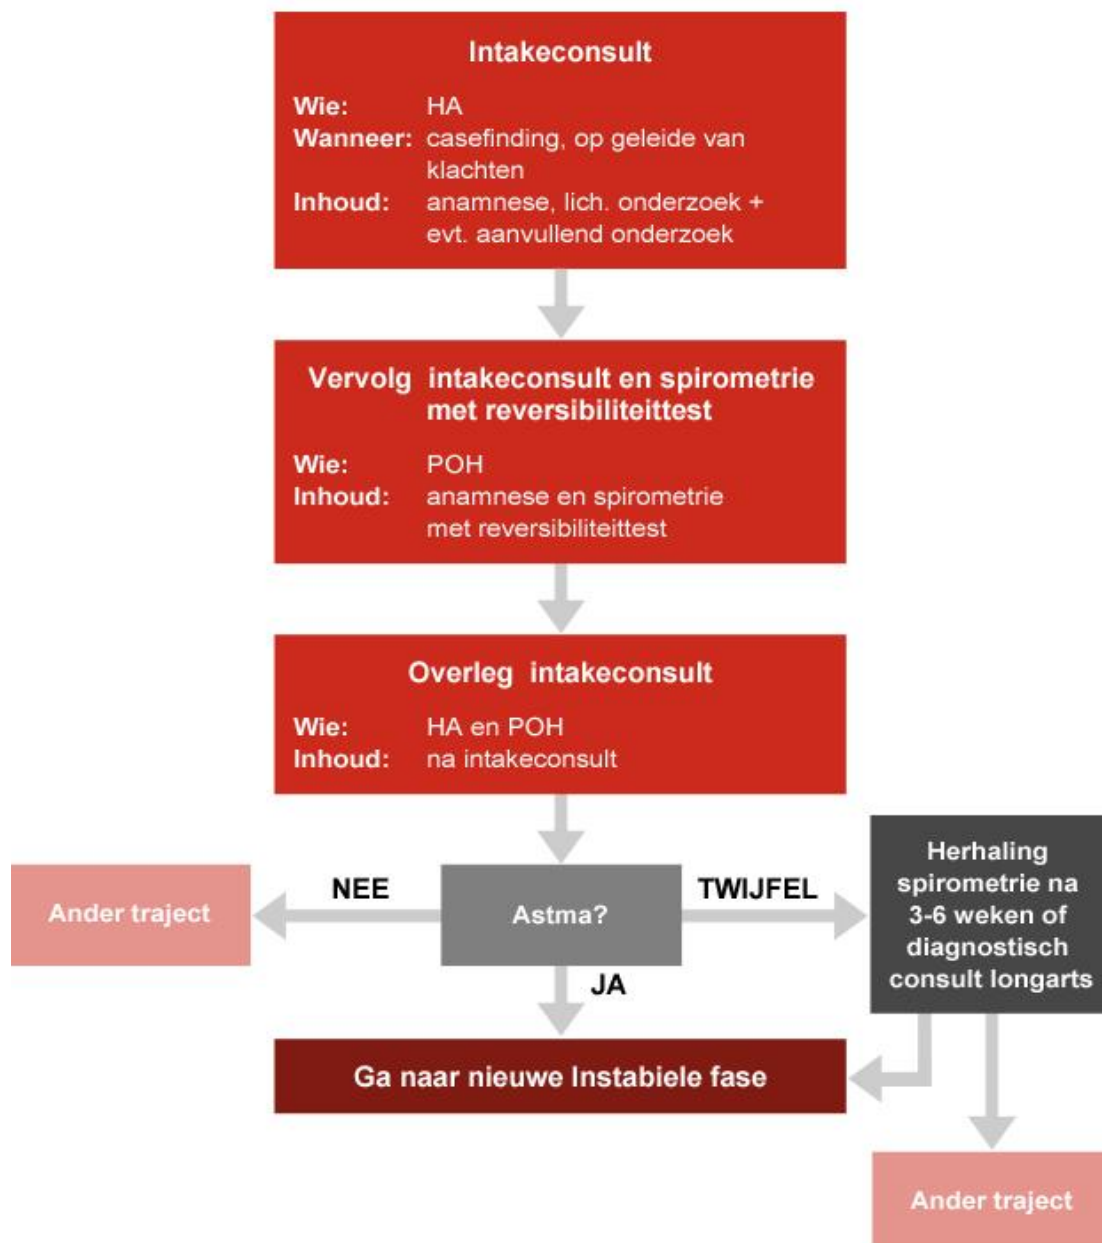 Intakeconsult
Wie: HA
Wanneer: casefinding, op geleide van
klachten
Inhoud: anamnese, lich. onderzoek +
evt. aanvullend onderzoek
Vervolg intakeconsult en spirometrie
met reversibiliteittest
Wie: POH
Inhoud: anamnese en spirometrie
met reversibiliteittest
Overleg intakeconsult
Wie: HA en POH
Inhoud: na intakeconsult
Ander traject
NEE
Astma?
TWIJFEL
Herhaling
spirometrie na
3-6 weken of
diagnostisch
consult longarts
JA
Ga naar nieuwe Instabiele fase
Ander traject